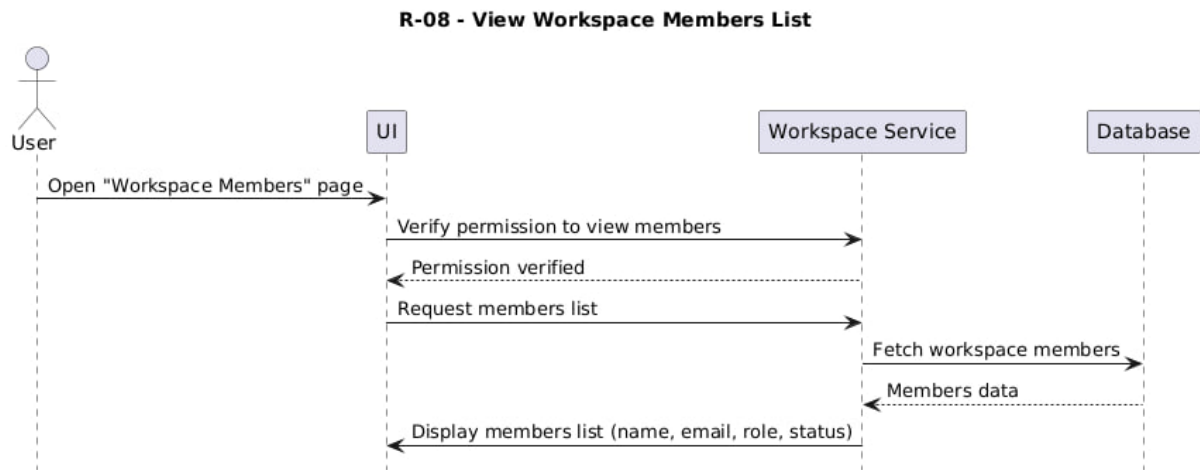 R-08 - View Workspace Members List
User
UI
Workspace Service
Database
Open "Workspace Members" page
Verify permission to view members
Permission verified
Request members list
Fetch workspace members
Members data
Display members list (name, email, role, status)